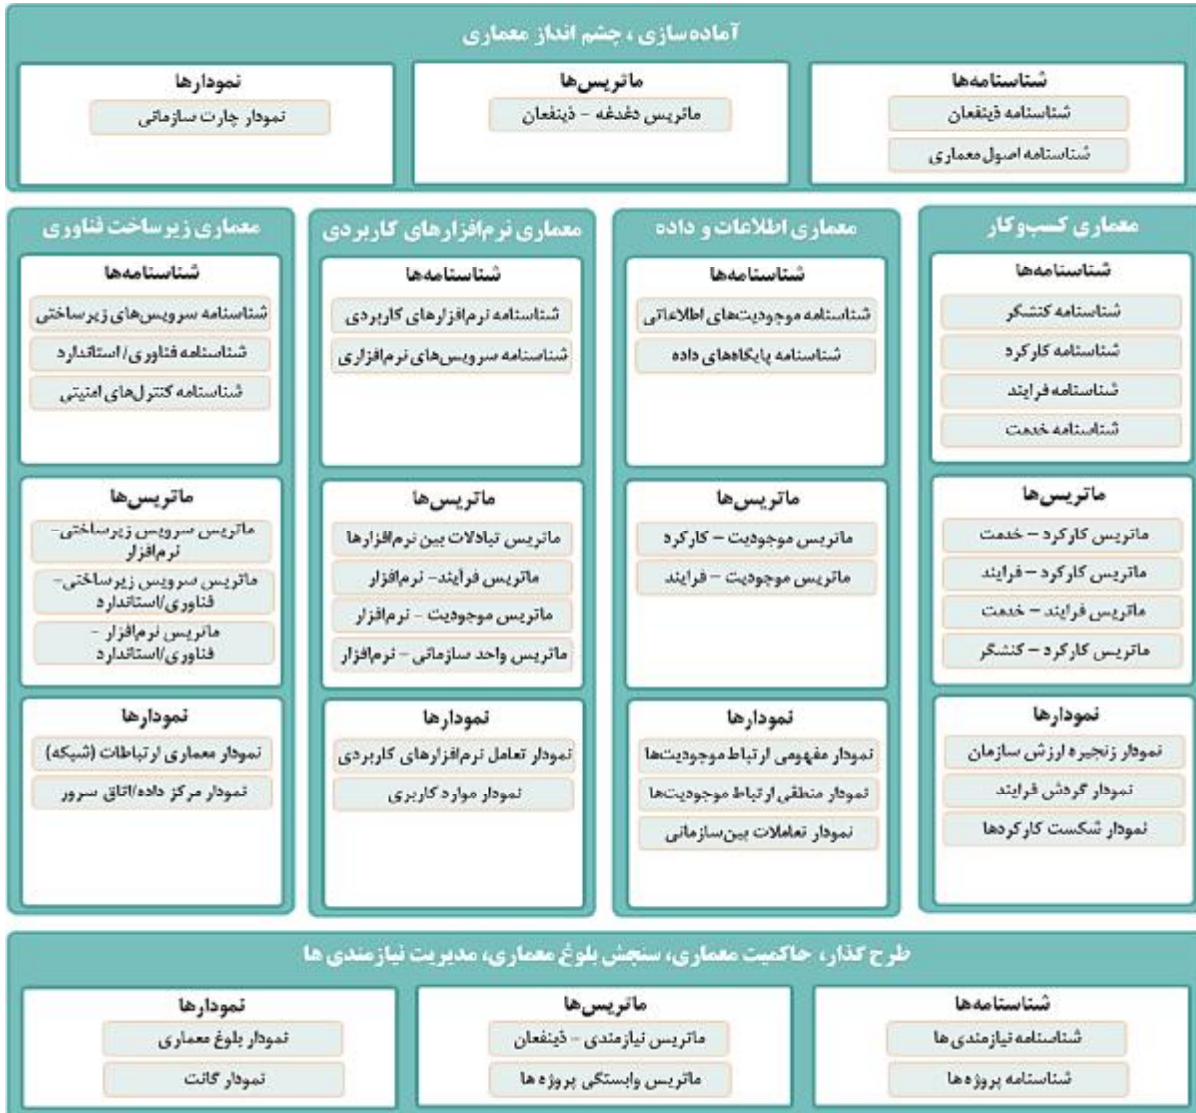 آماده‌سازی ، چشم انداز معماری
شناسنامه‌ها
شناسنامه ذینفعان
شناسنامه اصول معماری
ماتریس‌ها
ماتریس دغدغه - ذینفعان
نمودارها
نمودار چارت سازمانی
معماری کسب‌وکار
شناسنامه‌ها
شناسنامه کنشگر
شناسنامه کارکرد
شناسنامه فرایند
شناسنامه خدمت
ماتریس‌ها
ماتریس کارکرد – خدمت
ماتریس کارکرد – فرایند
ماتریس فرایند – خدمت
ماتریس کارکرد – کنشگر
نمودارها
نمودار زنجیره ارزش سازمان
نمودار گردش فرایند
نمودار شکست کارکردها
معماری اطلاعات و داده
شناسنامه‌ها
شناسنامه موجودیت‌های اطلاعاتی
شناسنامه پایگاه‌های داده
ماتریس‌ها
ماتریس موجودیت – کارکرد
ماتریس موجودیت – فرایند
نمودارها
نمودار مفهومی ارتباط موجودیت‌ها
نمودار منطقی ارتباط موجودیت‌ها
نمودار تعاملات بین‌سازمانی
معماری نرم‌افزارهای کاربردی
شناسنامه‌ها
شناسنامه نرم‌افزارهای کاربردی
شناسنامه سرویس‌های نرم‌افزاری
ماتریس‌ها
ماتریس تبادلات بین نرم‌افزارها
ماتریس فرآیند- نرم‌افزار
ماتریس موجودیت - نرم‌افزار
ماتریس واحد سازمانی – نرم‌افزار
نمودارها
نمودار تعامل نرم‌افزارهای کاربردی
نمودار موارد کاربری
معماری زیرساخت فناوری
شناسنامه‌ها
شناسنامه سرویس‌های زیرساختی
شناسنامه فناوری/ استاندارد
شناسنامه کنترل‌های امنیتی
ماتریس‌ها
ماتریس سرویس زیرساختی-
نرم‌افزار
ماتریس سرویس زیرساختی-
فناوری/استاندارد
ماتریس نرم‌افزار -
فناوری/استاندارد
نمودارها
نمودار معماری ارتباطات (شبکه)
نمودار مرکز داده/اتاق سرور
طرح گذار، حاکمیت معماری، سنجش بلوغ معماری، مدیریت نیازمندی ها
شناسنامه‌ها
شناسنامه نیازمندی ها
شناسنامه پروژه ها
ماتریس‌ها
ماتریس نیازمندی - ذینفعان
ماتریس وابستگی پروژه ها
نمودارها
نمودار بلوغ معماری
نمودار گانت